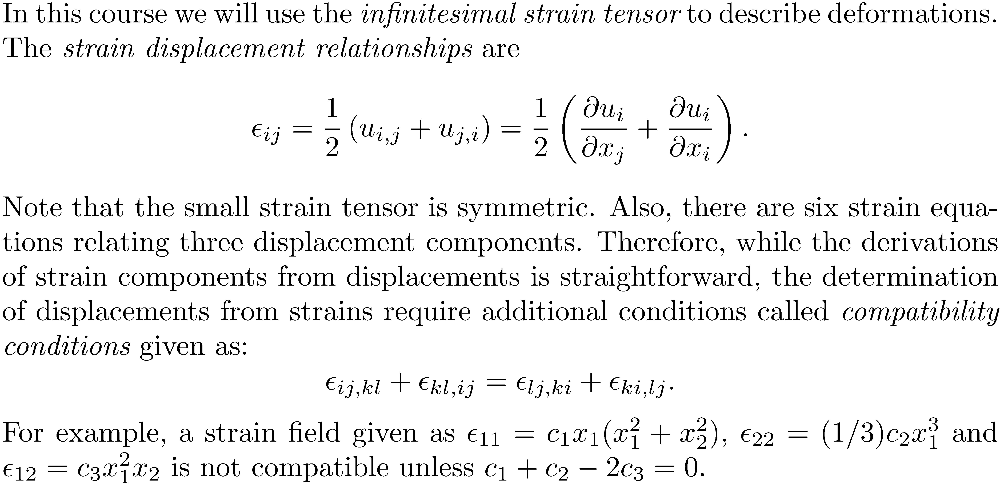 In this course we will use the infinitesimal strain tensor to describe deformations.
The strain displacement relationships are
$\epsilon_{ij} = \frac{1}{2} \left( u_{i,j} + u_{j,i} \right) = \frac{1}{2} \left( \frac{\partial u_i}{\partial x_j} + \frac{\partial u_i}{\partial x_i} \right).$
Note that the small strain tensor is symmetric. Also, there are six strain equa-
tions relating three displacement components. Therefore, while the derivations
of strain components from displacements is straightforward, the determination
of displacements from strains require additional conditions called compatibility
conditions given as:
$\epsilon_{ij,kl} + \epsilon_{kl,ij} = \epsilon_{lj,ki} + \epsilon_{ki,lj}.$
For example, a strain field given as $\epsilon_{11} = c_1 x_1 (x_1^2 + x_2^2)$, $\epsilon_{22} = (1/3) c_2 x_1^3$ and
$\epsilon_{12} = c_3 x_1^2 x_2$ is not compatible unless $c_1 + c_2 - 2c_3 = 0$.